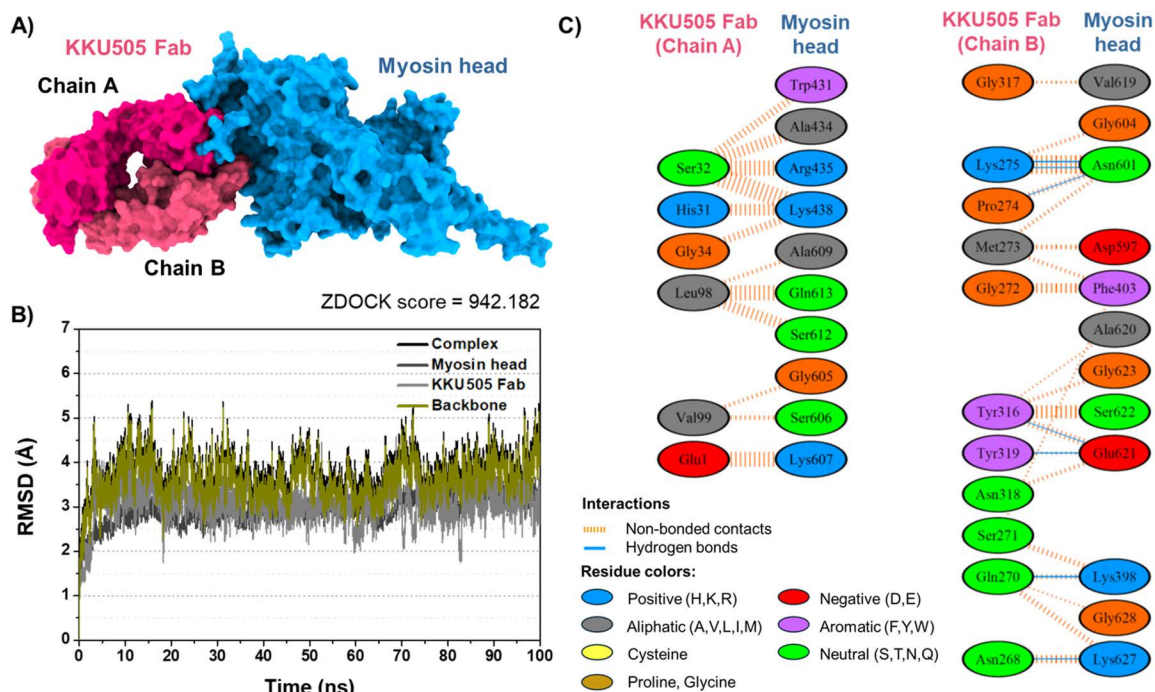 A)
KKU505 Fab
Myosin head
Chain A
Chain B
ZDOCK score = 942.182
B)
7
6
5
4
3
2
1
0
RMSD (Å)
Complex
Myosin head
KKU505 Fab
Backbone
0 10 20 30 40 50 60 70 80 90 100
Time (ns)
C)
KKU505 Fab
(Chain A)
Myosin
head
Trp431
Ala434
Ser32
Arg435
His31
Lys438
Gly34
Ala609
Leu98
Gln613
Ser612
Gly605
Val99
Ser606
Glu1
Lys607
KKU505 Fab
(Chain B)
Myosin
head
Gly317
Val619
Gly604
Lys275
Asn601
Pro274
Met273
Asp597
Gly272
Phe403
Ala620
Gly623
Tyr316
Ser622
Tyr319
Glu621
Asn318
Ser271
Gln270
Lys398
Gly628
Asn268
Lys627
Interactions
Non-bonded contacts
Hydrogen bonds
Residue colors:
Positive (H,K,R)
Negative (D,E)
Aliphatic (A,V,L,I,M)
Aromatic (F,Y,W)
Cysteine
Neutral (S,T,N,Q)
Proline, Glycine